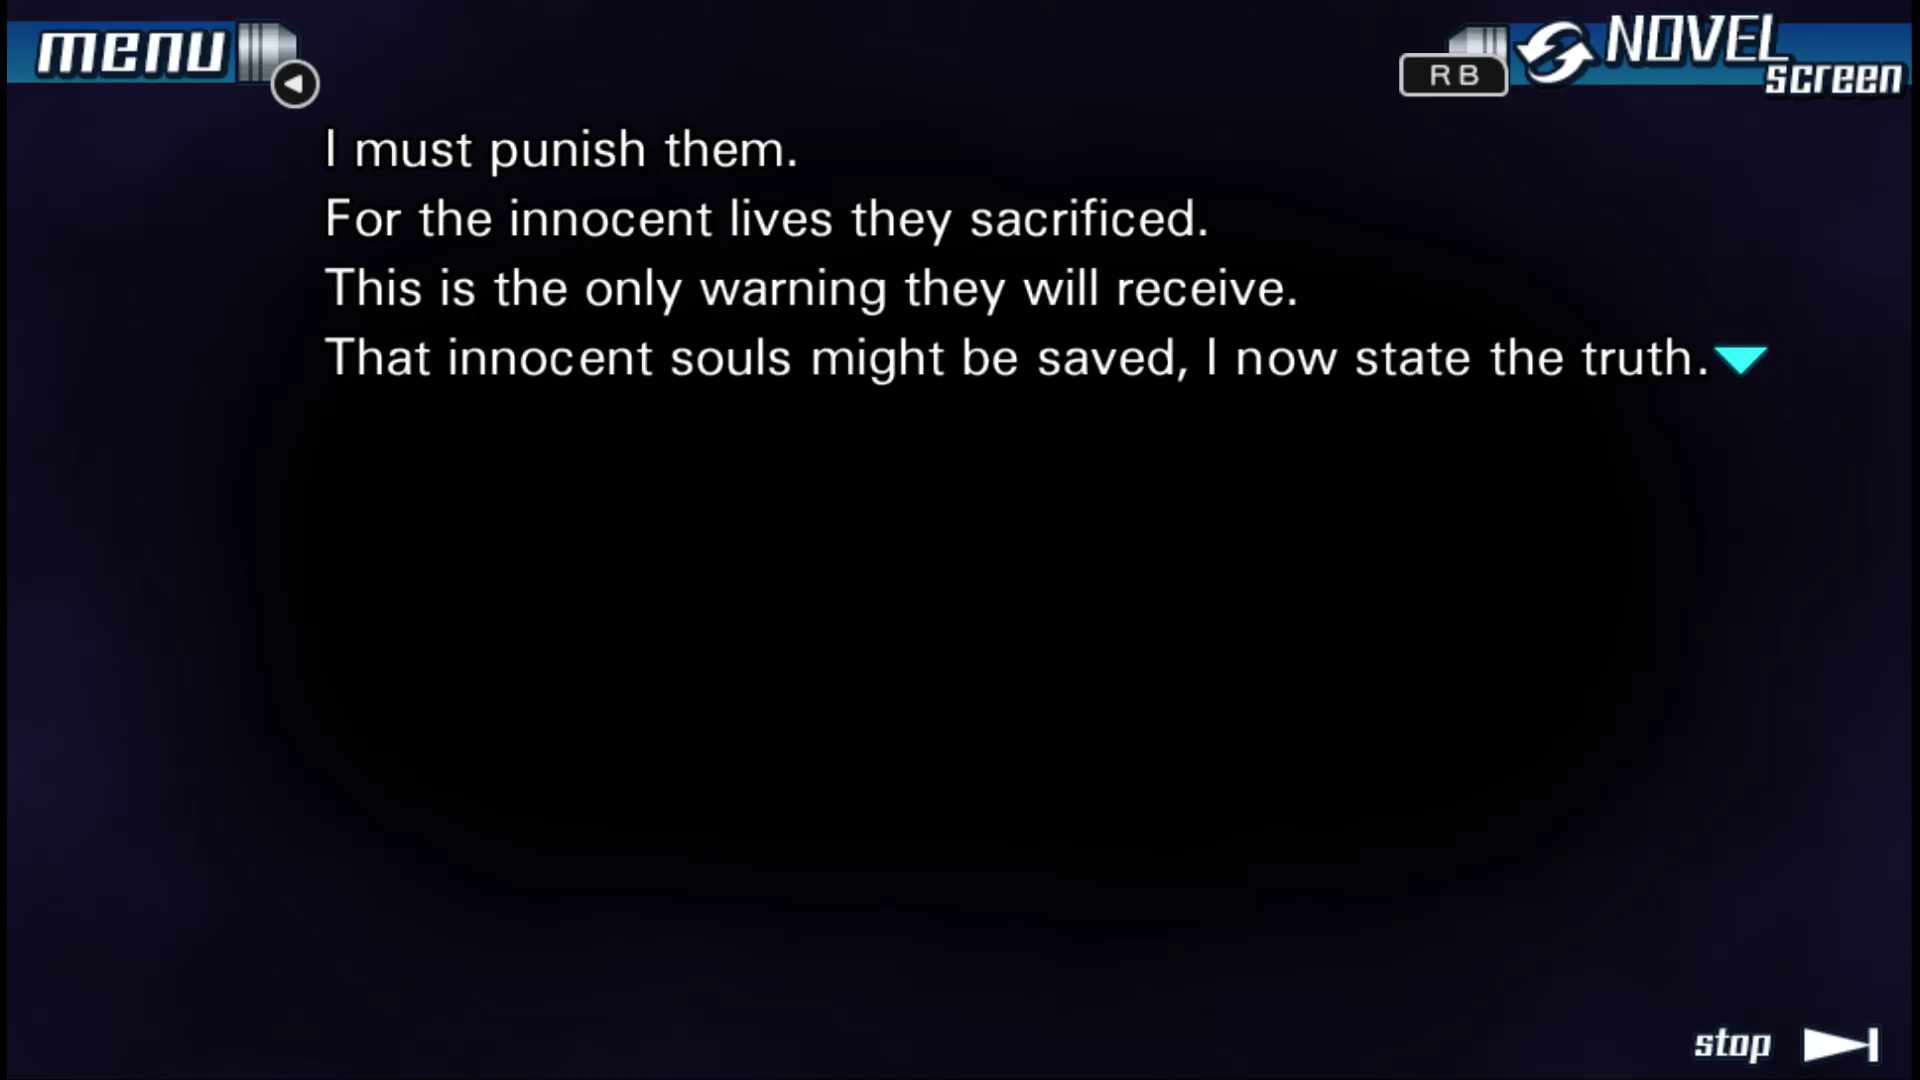 menu
RB
NOVEL
screen
I must punish them.
For the innocent lives they sacrificed.
This is the only warning they will receive.
That innocent souls might be saved, I now state the truth.
stop